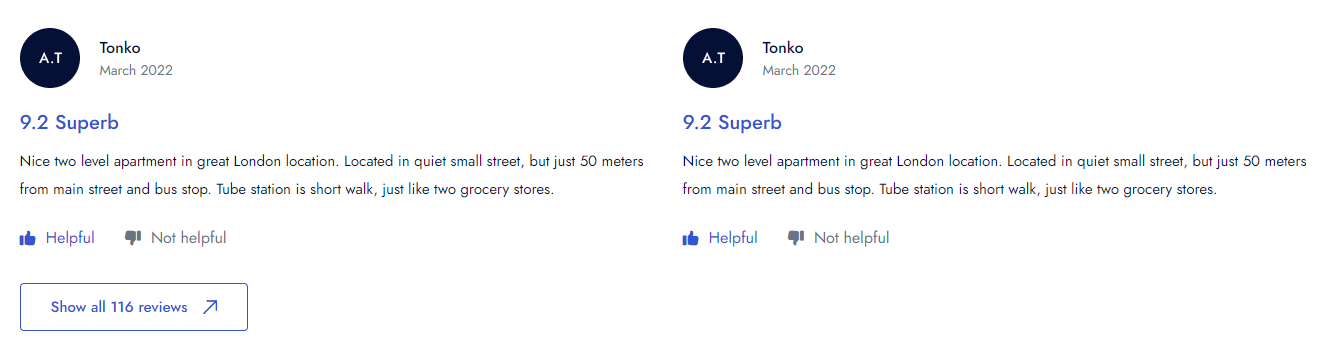 A.T
Tonko
March 2022
9.2 Superb
Nice two level apartment in great London location. Located in quiet small street, but just 50 meters
from main street and bus stop. Tube station is short walk, just like two grocery stores.
Helpful
Not helpful
A.T
Tonko
March 2022
9.2 Superb
Nice two level apartment in great London location. Located in quiet small street, but just 50 meters
from main street and bus stop. Tube station is short walk, just like two grocery stores.
Helpful
Not helpful
Show all 116 reviews